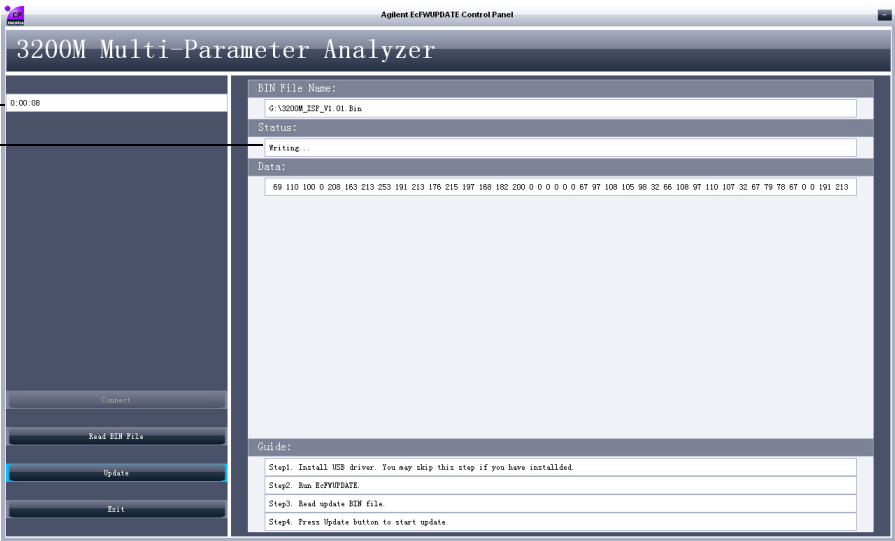 CP
Agilent EcFWUPDATE Control Panel
3200M Multi-Parameter Analyzer
0:00:08
Connect
Read BIN File
Update
Exit
BIN File Name:
G:\3200M_ISP_V1.01.Bin
Status:
Writing...
Data:
69 110 100 0 208 163 213 253 191 213 176 215 197 168 182 200 0 0 0 0 0 0 67 97 108 105 98 32 66 108 97 110 107 32 67 79 78 67 0 0 191 213
Guide:
Step1. Install USB driver. You may skip this step if you have installded.
Step2. Run EcFWUPDATE.
Step3. Read update BIN file.
Step4. Press Update button to start update.